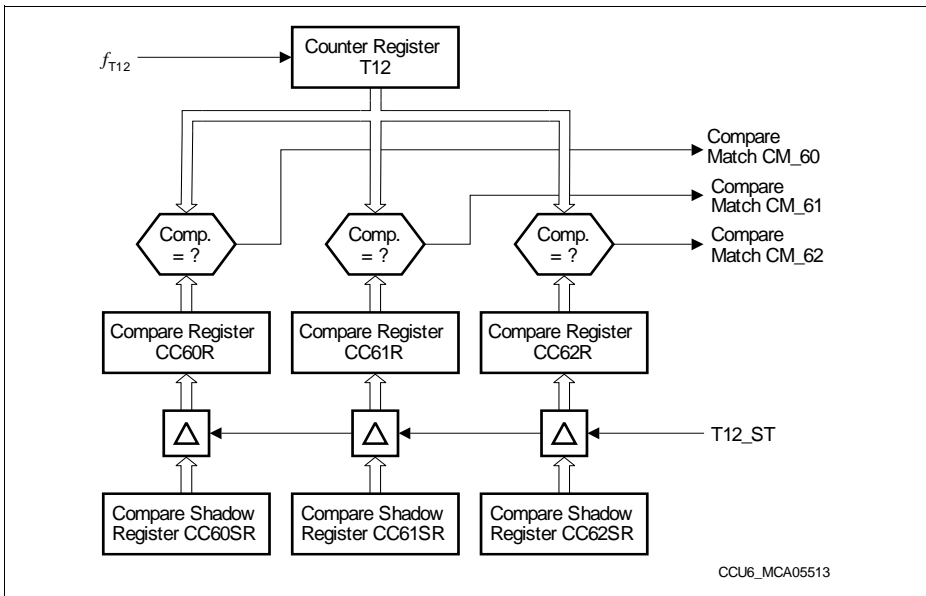 Counter Register
T12
fT12
Compare
Match CM_60
Compare
Match CM_61
Compare
Match CM_62
Comp.
= ?
Comp.
= ?
Comp.
= ?
Compare Register
CC60R
Compare Register
CC61R
Compare Register
CC62R
T12_ST
Compare Shadow
Register CC60SR
Compare Shadow
Register CC61SR
Compare Shadow
Register CC62SR
CCU6_MCA05513